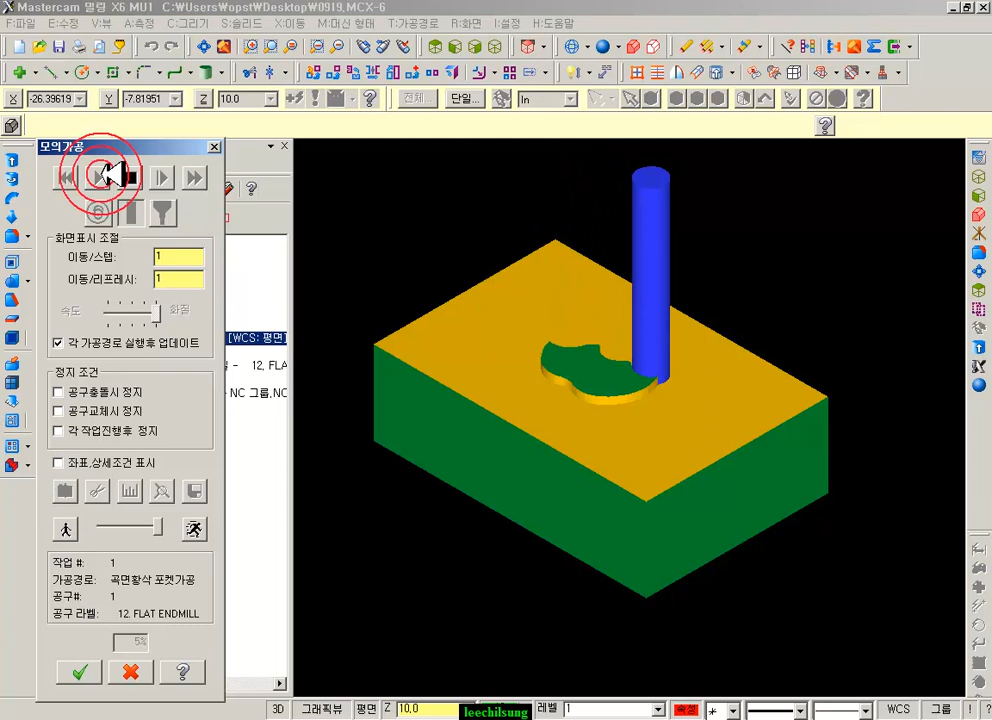 Mastercam 밀링 X6 MU1  C:\Users\opst\Desktop\0919,MCX-6
F:파일 E:수정 V:뷰 A:측정 C:그리기 S:솔리드 X:이동 M:머신 형태 T:가공경로 R:화면 I:설정 H:도움말
X -26.39619 Y -7.81951 Z 10.0 전체... 단일... In
모의가공
화면표시 조절
이동/스텝: 1
이동/리프레시: 1
속도 화질
각 가공경로 실행후 업데이트
[WCS: 평면]
12, FLA
NC 그룹,NC
정지 조건
공구충돌시 정지
공구교체시 정지
각 작업진행후 정지
좌표,상세조건 표시
작업 #: 1
가공경로: 곡면황삭 포켓가공
공구#: 1
공구 라벨: 12. FLAT ENDMILL
5%
3D 그래픽뷰 평면 Z 10,0 레벨 1 속성 WCS 그룹 ! ?
leechilsung